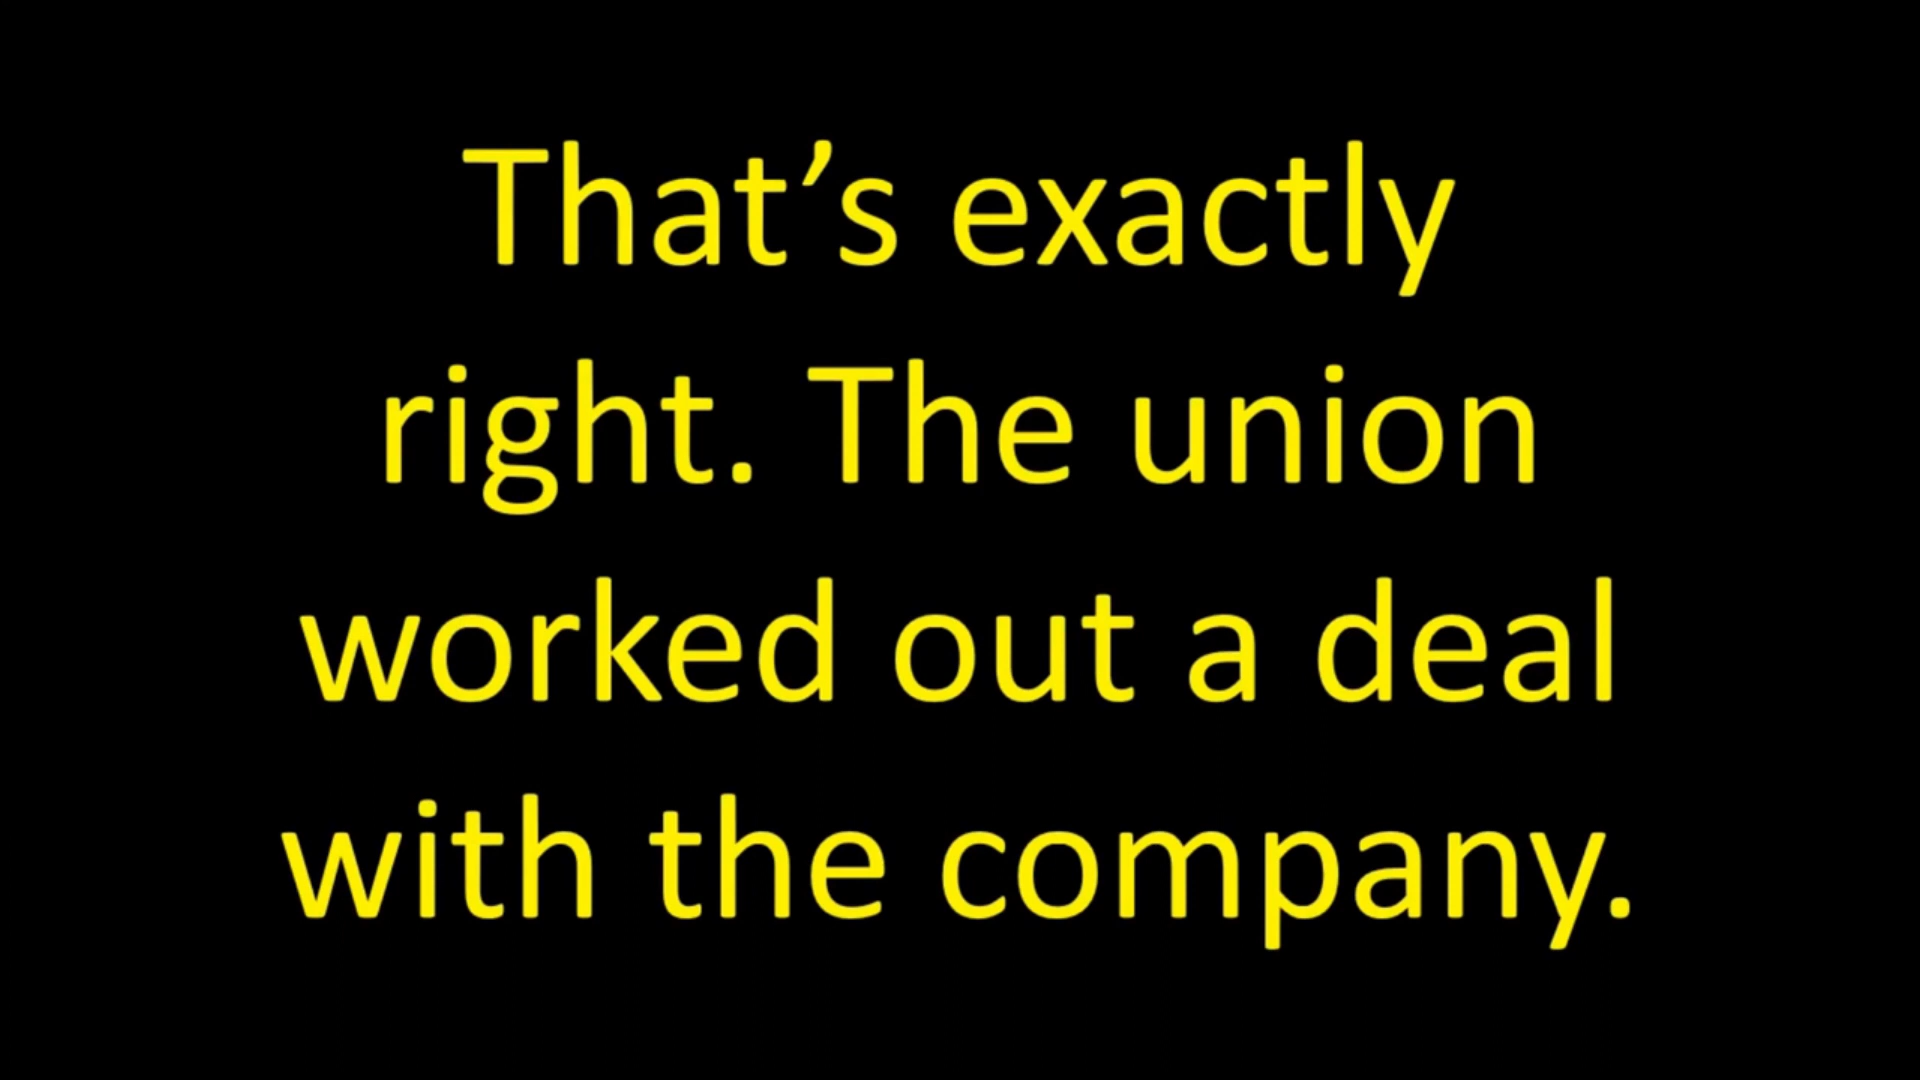 That’s exactly
right. The union
worked out a deal
with the company.